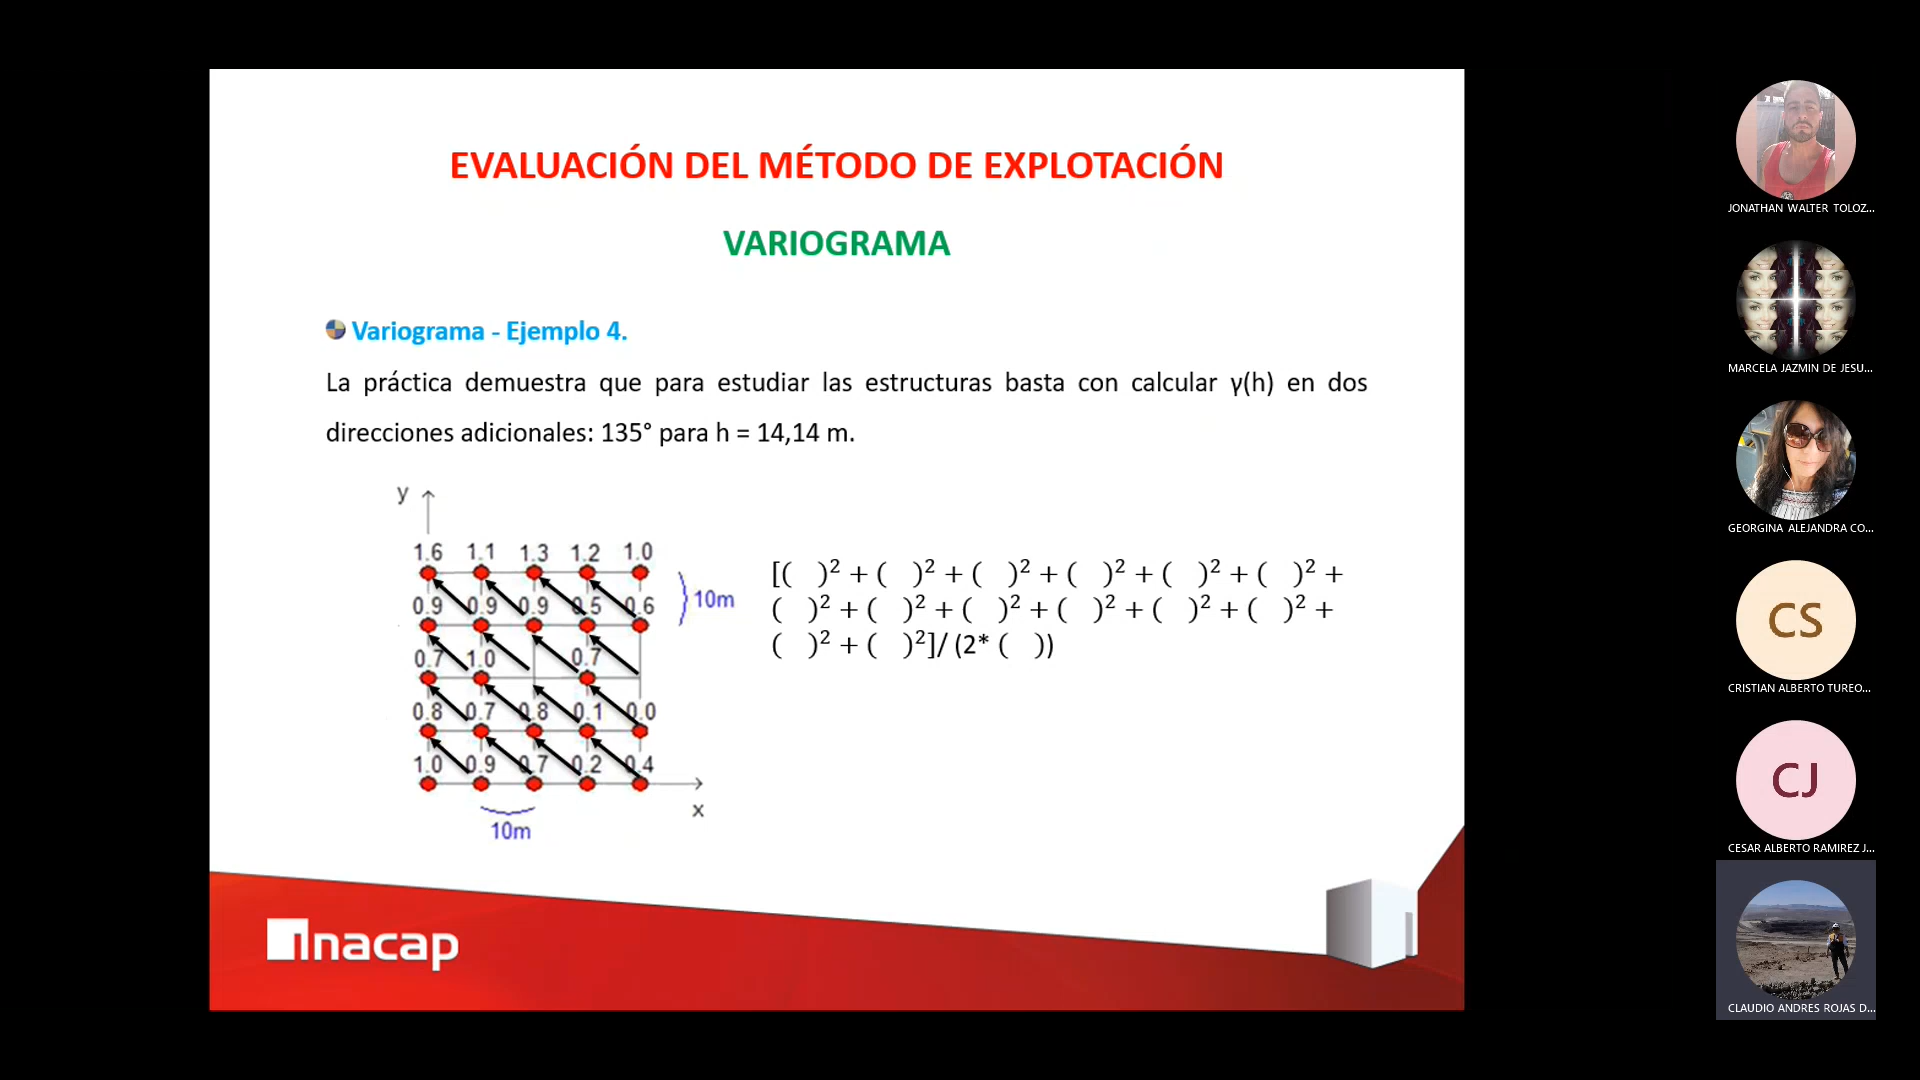 EVALUACIÓN DEL MÉTODO DE EXPLOTACIÓN
VARIOGRAMA
Variograma - Ejemplo 4.
La práctica demuestra que para estudiar las estructuras basta con calcular γ(h) en dos
direcciones adicionales: 135° para h = 14,14 m.
y
1.6 1.1 1.3 1.2 1.0
0.9 0.9 0.9 0.5 0.6
10m
0.7 1.0 0.7
0.8 0.7 0.8 0.1 0.0
1.0 0.9 0.7 0.2 0.4
x
10m
[( )² + ( )² + ( )² + ( )² + ( )² + ( )² +
( )² + ( )² + ( )² + ( )² + ( )² + ( )² +
( )² + ( )²]/ (2* ( ))
Inacap
JONATHAN WALTER TOLOZ...
MARCELA JAZMIN DE JESU...
GEORGINA ALEJANDRA CO...
CS
CRISTIAN ALBERTO TUREO...
CJ
CESAR ALBERTO RAMIREZ J...
CLAUDIO ANDRES ROJAS D...